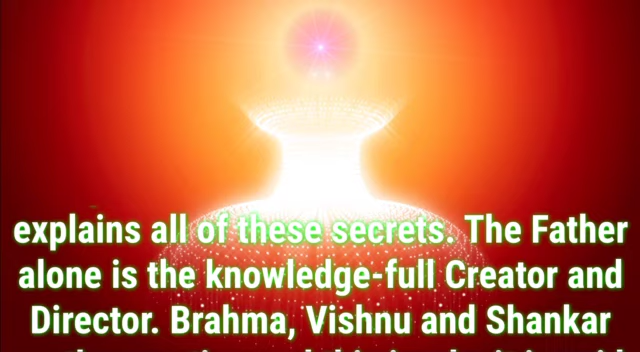 explains all of these secrets. The Father
alone is the knowledge-full Creator and
Director. Brahma, Vishnu and Shankar